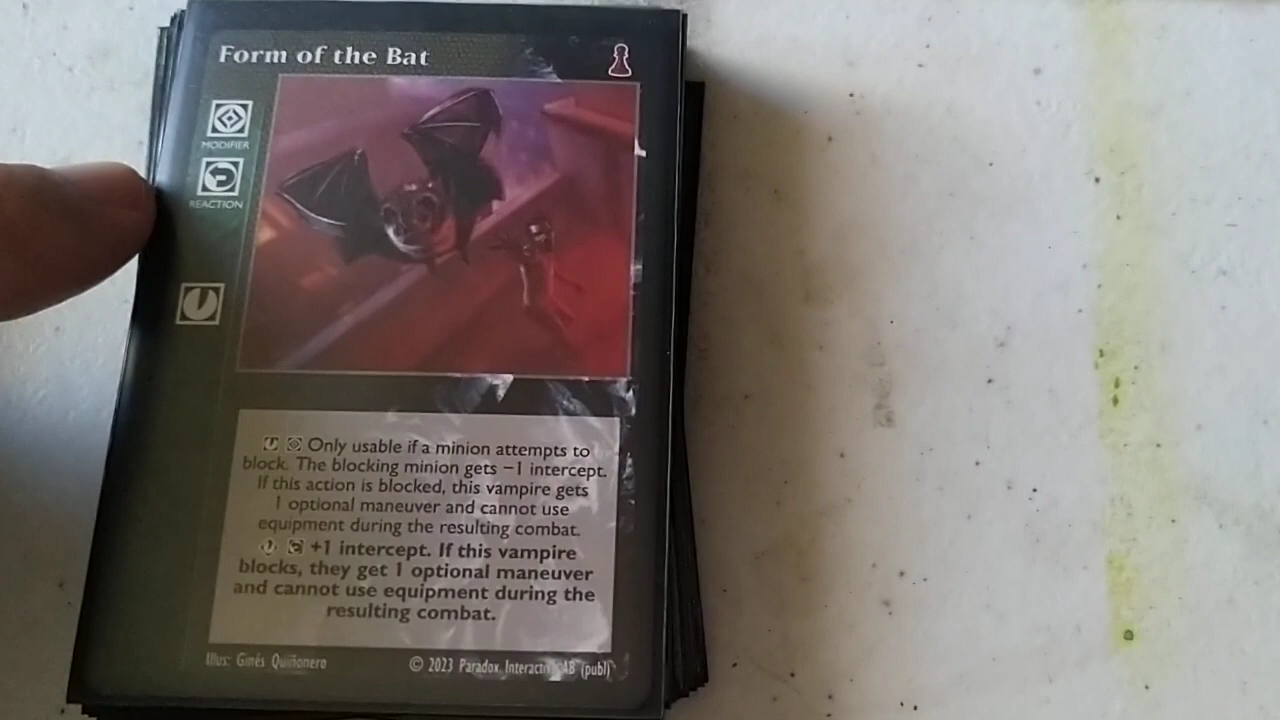 Form of the Bat
MODIFIER
REACTION
Only usable if a minion attempts to
block. The blocking minion gets −1 intercept.
If this action is blocked, this vampire gets
1 optional maneuver and cannot use
equipment during the resulting combat.
+1 intercept. If this vampire
blocks, they get 1 optional maneuver
and cannot use equipment during the
resulting combat.
Illus: Ginés Quiñonero
© 2023 Paradox Interactive AB (publ)